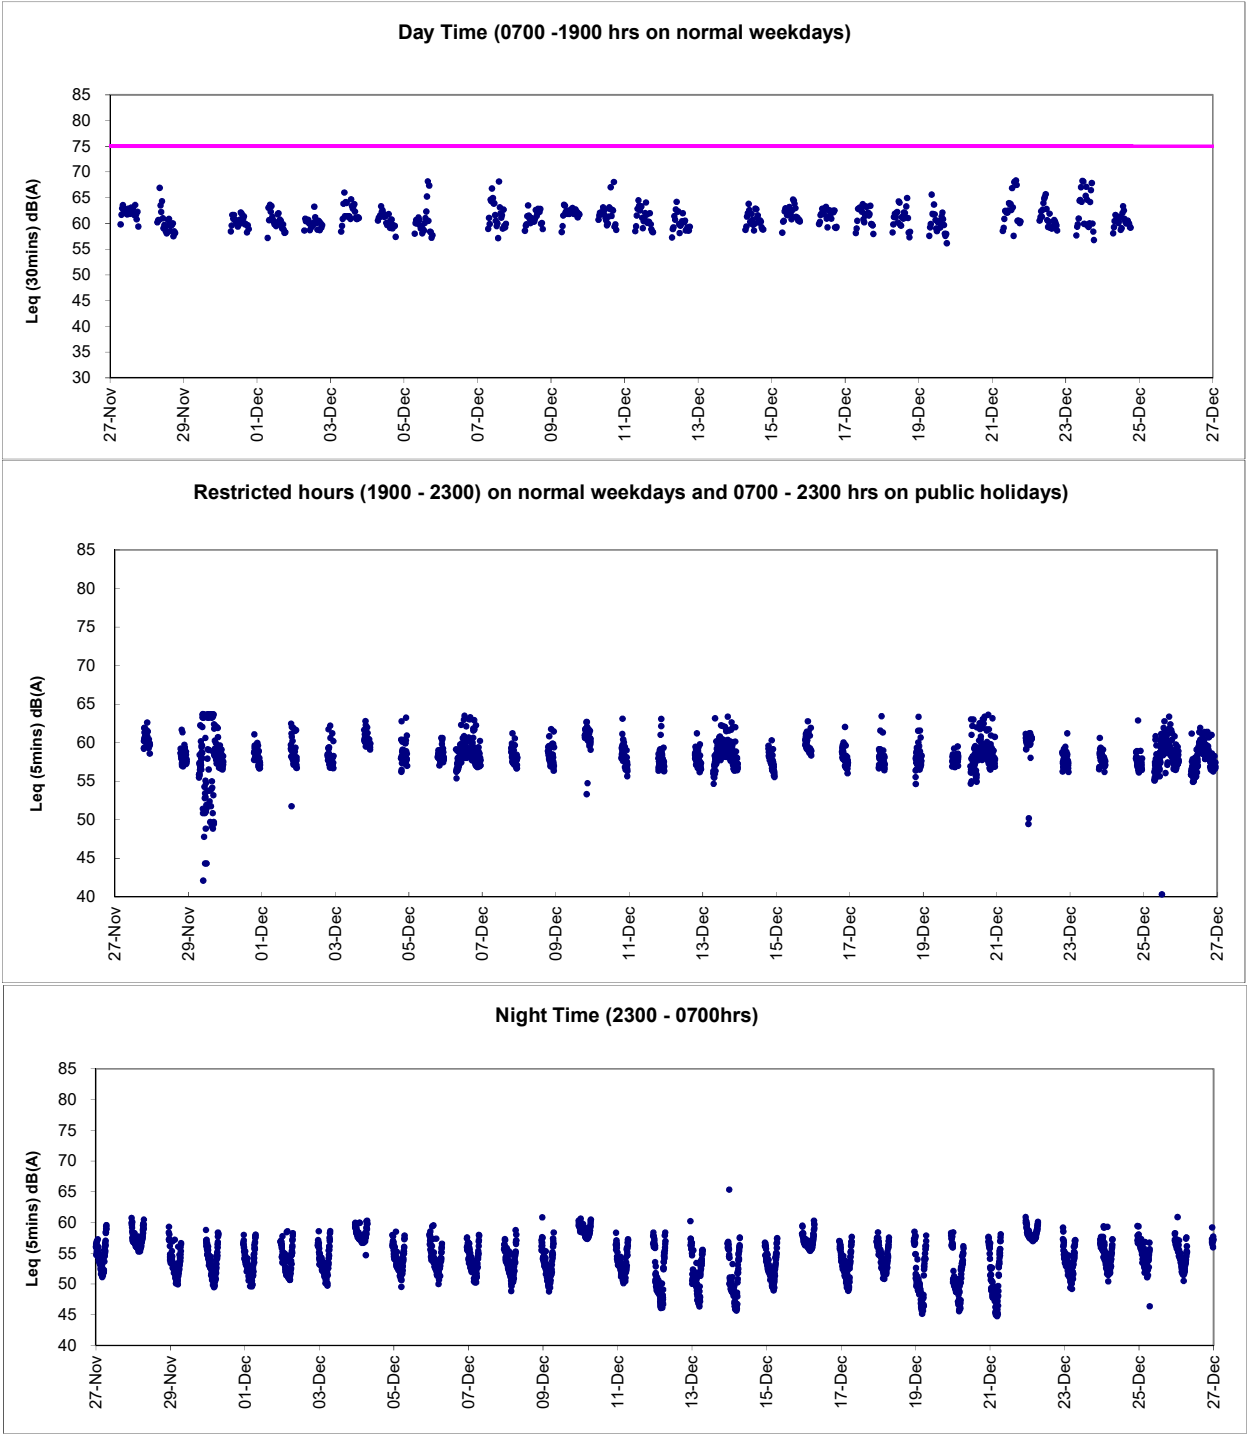 Day Time (0700 -1900 hrs on normal weekdays)
Leq (30mins) dB(A)
85
80
75
70
65
60
55
50
45
40
35
30
27-Nov
29-Nov
01-Dec
03-Dec
05-Dec
07-Dec
09-Dec
11-Dec
13-Dec
15-Dec
17-Dec
19-Dec
21-Dec
23-Dec
25-Dec
27-Dec
Restricted hours (1900 - 2300) on normal weekdays and 0700 - 2300 hrs on public holidays)
Leq (5mins) dB(A)
85
80
75
70
65
60
55
50
45
40
27-Nov
29-Nov
01-Dec
03-Dec
05-Dec
07-Dec
09-Dec
11-Dec
13-Dec
15-Dec
17-Dec
19-Dec
21-Dec
23-Dec
25-Dec
27-Dec
Night Time (2300 - 0700hrs)
Leq (5mins) dB(A)
85
80
75
70
65
60
55
50
45
40
27-Nov
29-Nov
01-Dec
03-Dec
05-Dec
07-Dec
09-Dec
11-Dec
13-Dec
15-Dec
17-Dec
19-Dec
21-Dec
23-Dec
25-Dec
27-Dec